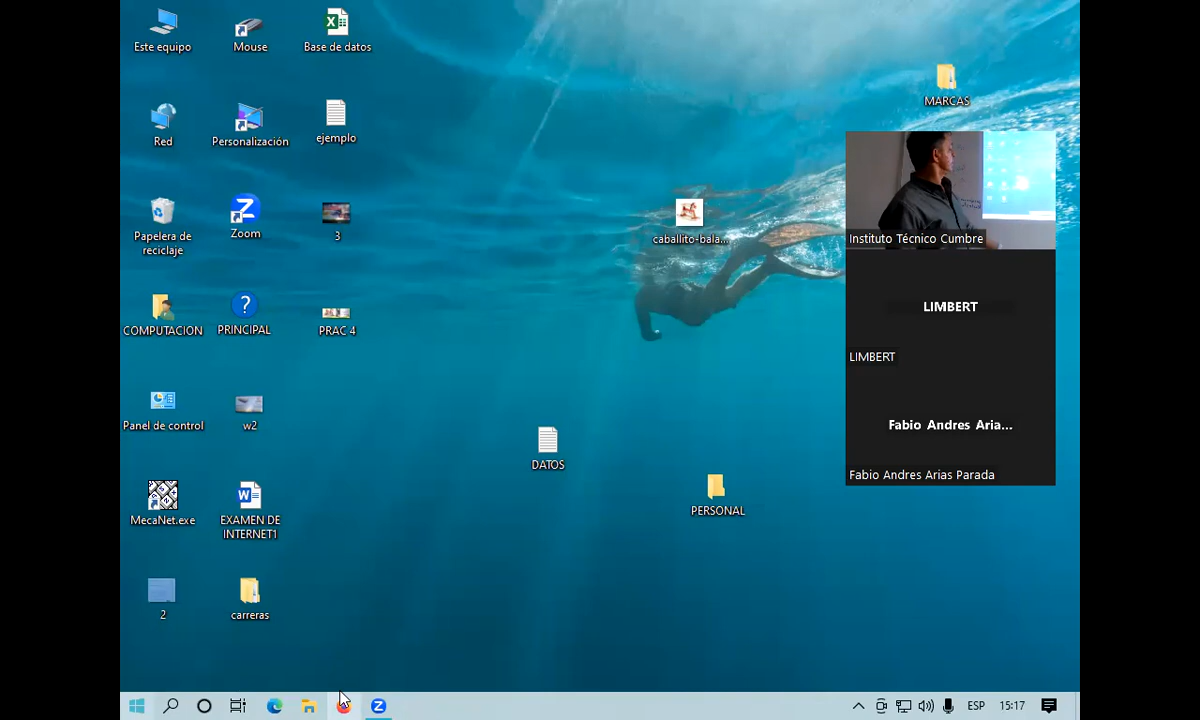 Este equipo
Mouse
Base de datos
MARCAS
Red
Personalización
ejemplo
Papelera de
reciclaje
Zoom
3
caballito-bala...
Instituto Técnico Cumbre
COMPUTACION
PRINCIPAL
PRAC 4
LIMBERT
LIMBERT
Panel de control
w2
Fabio Andres Aria...
Fabio Andres Arias Parada
DATOS
PERSONAL
MecaNet.exe
EXAMEN DE
INTERNET1
2
carreras
ESP
15:17